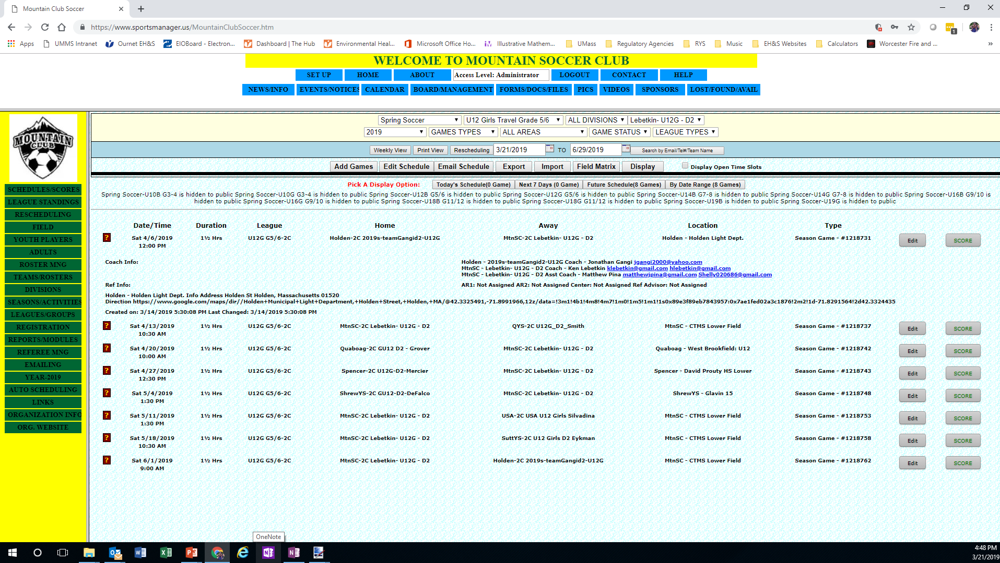 Mountain Club Soccer
https://www.sportsmanager.us/MountainClubSoccer.htm
1
Apps UMMS Intranet Ournet EH&S EIOBoard - Electron... Dashboard | The Hub Environmental Heal... Microsoft Office Ho... Illustrative Mathem... UMass Regulatory Agencies RYS Music EH&S Websites Calculators Worcester Fire and ... »
WELCOME TO MOUNTAIN SOCCER CLUB
SET UP HOME ABOUT Access Level: Administrator LOGOUT CONTACT HELP
NEWS/INFO EVENTS/NOTICES CALENDAR BOARD/MANAGEMENT FORMS/DOCS/FILES PICS VIDEOS SPONSORS LOST/FOUND/AVAIL
MOUNTAIN
CLUB
SCHEDULES/SCORES
LEAGUE STANDINGS
RESCHEDULING
FIELD
YOUTH PLAYERS
ADULTS
ROSTER MNG
TEAMS/ROSTERS
DIVISIONS
SEASONS/ACTIVITIES
LEAGUES/GROUPS
REGISTRATION
REPORTS/MODULES
REFEREE MNG
EMAILING
YEAR-2019
AUTO SCHEDULING
LINKS
ORGANIZATION INFO
ORG. WEBSITE
Spring Soccer U12 Girls Travel Grade 5/6 ALL DIVISIONS Lebetkin- U12G - D2
2019 GAMES TYPES ALL AREAS GAME STATUS LEAGUE TYPES
Weekly View Print View Rescheduling 3/21/2019 TO 6/29/2019 Search by Email/Tel#/Team Name
Add Games Edit Schedule Email Schedule Export Import Field Matrix Display Display Open Time Slots
Pick A Display Option: Today's Schedule(0 Game) Next 7 Days (0 Game) Future Schedule(8 Games) By Date Range (8 Games)
Spring Soccer-U10B G3-4 is hidden to public Spring Soccer-U10G G3-4 is hidden to public Spring Soccer-U12B G5/6 is hidden to public Spring Soccer-U12G G5/6 is hidden to public Spring Soccer-U14B G7-8 is hidden to public Spring Soccer-U14G G7-8 is hidden to public Spring Soccer-U16B G9/10 is
hidden to public Spring Soccer-U16G G9/10 is hidden to public Spring Soccer-U18B G11/12 is hidden to public Spring Soccer-U18G G11/12 is hidden to public Spring Soccer-U19B is hidden to public Spring Soccer-U19G is hidden to public
Date/Time Duration League Home Away Location Type
? Sat 4/6/2019 1½ Hrs U12G G5/6-2C Holden-2C 2019s-teamGangid2-U12G MtnSC-2C Lebetkin- U12G - D2 Holden - Holden Light Dept. Season Game - #1218731 Edit SCORE
12:00 PM
Coach Info: Holden - 2019s-teamGangid2-U12G Coach - Jonathan Gangi jgangi2000@yahoo.com
MtnSC - Lebetkin- U12G - D2 Coach - Ken Lebetkin klebetkin@gmail.com hlebetkin@gmail.com
MtnSC - Lebetkin- U12G - D2 Asst Coach - Matthew Pina matthewjpina@gmail.com Shelly020686@gmail.com
Ref Info: AR1: Not Assigned AR2: Not Assigned Center: Not Assigned Ref Advisor: Not Assigned
Holden - Holden Light Dept. Info Address Holden St Holden, Massachusetts 01520
Direction https://www.google.com/maps/dir//Holden+Municipal+Light+Department,+Holden+Street,+Holden,+MA/@42.3325491,-71.8991966,12z/data=!3m1!4b1!4m8!4m7!1m0!1m5!1m1!1s0x89e3f89eb7843957:0x7ae1fed02a3c1876!2m2!1d-71.8291564!2d42.3324435
Created on: 3/14/2019 5:30:08 PM Last Changed: 3/14/2019 5:30:08 PM
? Sat 4/13/2019 1½ Hrs U12G G5/6-2C MtnSC-2C Lebetkin- U12G - D2 QYS-2C U12G_D2_Smith MtnSC - CTMS Lower Field Season Game - #1218737 Edit SCORE
10:30 AM
? Sat 4/20/2019 1½ Hrs U12G G5/6-2C Quaboag-2C GU12 D2 - Grover MtnSC-2C Lebetkin- U12G - D2 Quaboag - West Brookfield: U12 Season Game - #1218742 Edit SCORE
10:00 AM
? Sat 4/27/2019 1½ Hrs U12G G5/6-2C Spencer-2C U12G-D2-Mercier MtnSC-2C Lebetkin- U12G - D2 Spencer - David Prouty HS Lower Season Game - #1218743 Edit SCORE
12:30 PM
? Sat 5/4/2019 1½ Hrs U12G G5/6-2C ShrewYS-2C GU12-D2-DeFalco MtnSC-2C Lebetkin- U12G - D2 ShrewYS - Glavin 15 Season Game - #1218748 Edit SCORE
1:30 PM
? Sat 5/11/2019 1½ Hrs U12G G5/6-2C MtnSC-2C Lebetkin- U12G - D2 USA-2C USA U12 Girls Silvadina MtnSC - CTMS Lower Field Season Game - #1218753 Edit SCORE
1:30 PM
? Sat 5/18/2019 1½ Hrs U12G G5/6-2C MtnSC-2C Lebetkin- U12G - D2 SuttYS-2C U12 Girls D2 Eykman MtnSC - CTMS Lower Field Season Game - #1218758 Edit SCORE
10:30 AM
? Sat 6/1/2019 1½ Hrs U12G G5/6-2C MtnSC-2C Lebetkin- U12G - D2 Holden-2C 2019s-teamGangid2-U12G MtnSC - CTMS Lower Field Season Game - #1218762 Edit SCORE
9:00 AM
OneNote
4:48 PM
3/21/2019